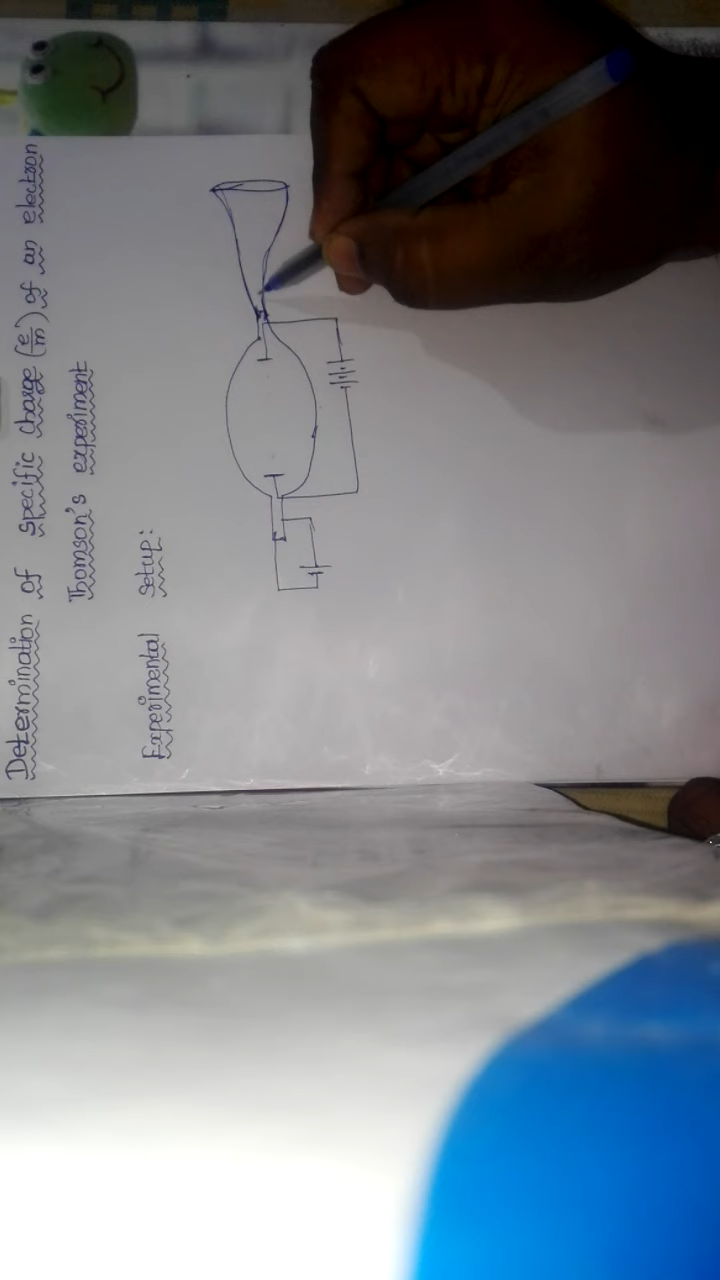 Determination of specific charge (e/m) of an electron
Thomson's experiment
Experimental Setup: